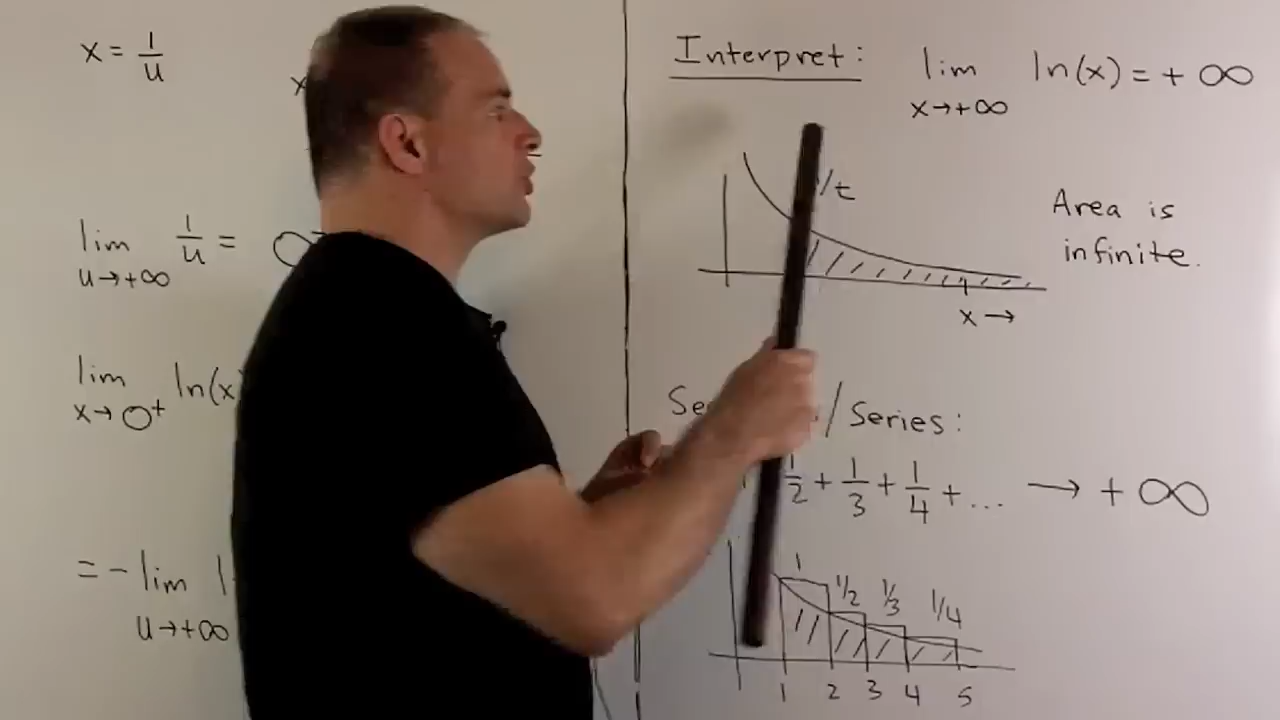 x = 1/u
lim u→+∞ 1/u = 0
lim x→0⁺ ln(x
= -lim u→+∞
Interpret: lim x→+∞ ln(x) = + ∞
/t
Area is
infinite.
x →
Se / Series:
1/2 + 1/3 + 1/4 + ... → + ∞
1 1/2 1/3 1/4
1 2 3 4 5